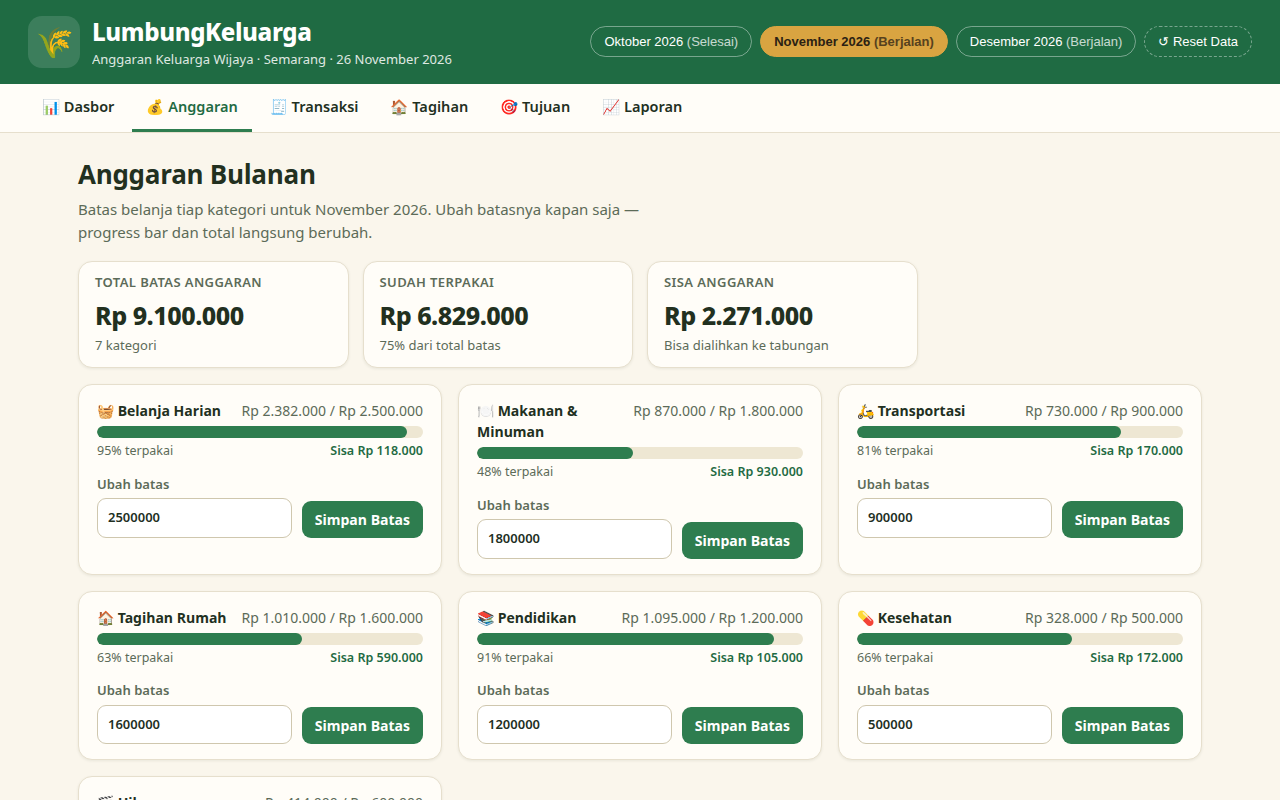 LumbungKeluarga
Anggaran Keluarga Wijaya · Semarang · 26 November 2026
Oktober 2026 (Selesai)
November 2026 (Berjalan)
Desember 2026 (Berjalan)
↺ Reset Data
Dasbor
Anggaran
Transaksi
Tagihan
Tujuan
Laporan
Anggaran Bulanan
Batas belanja tiap kategori untuk November 2026. Ubah batasnya kapan saja —
progress bar dan total langsung berubah.
TOTAL BATAS ANGGARAN
Rp 9.100.000
7 kategori
SUDAH TERPAKAI
Rp 6.829.000
75% dari total batas
SISA ANGGARAN
Rp 2.271.000
Bisa dialihkan ke tabungan
Belanja Harian
Rp 2.382.000 / Rp 2.500.000
95% terpakai
Sisa Rp 118.000
Ubah batas
2500000
Simpan Batas
Makanan &
Minuman
Rp 870.000 / Rp 1.800.000
48% terpakai
Sisa Rp 930.000
Ubah batas
1800000
Simpan Batas
Transportasi
Rp 730.000 / Rp 900.000
81% terpakai
Sisa Rp 170.000
Ubah batas
900000
Simpan Batas
Tagihan Rumah
Rp 1.010.000 / Rp 1.600.000
63% terpakai
Sisa Rp 590.000
Ubah batas
1600000
Simpan Batas
Pendidikan
Rp 1.095.000 / Rp 1.200.000
91% terpakai
Sisa Rp 105.000
Ubah batas
1200000
Simpan Batas
Kesehatan
Rp 328.000 / Rp 500.000
66% terpakai
Sisa Rp 172.000
Ubah batas
500000
Simpan Batas